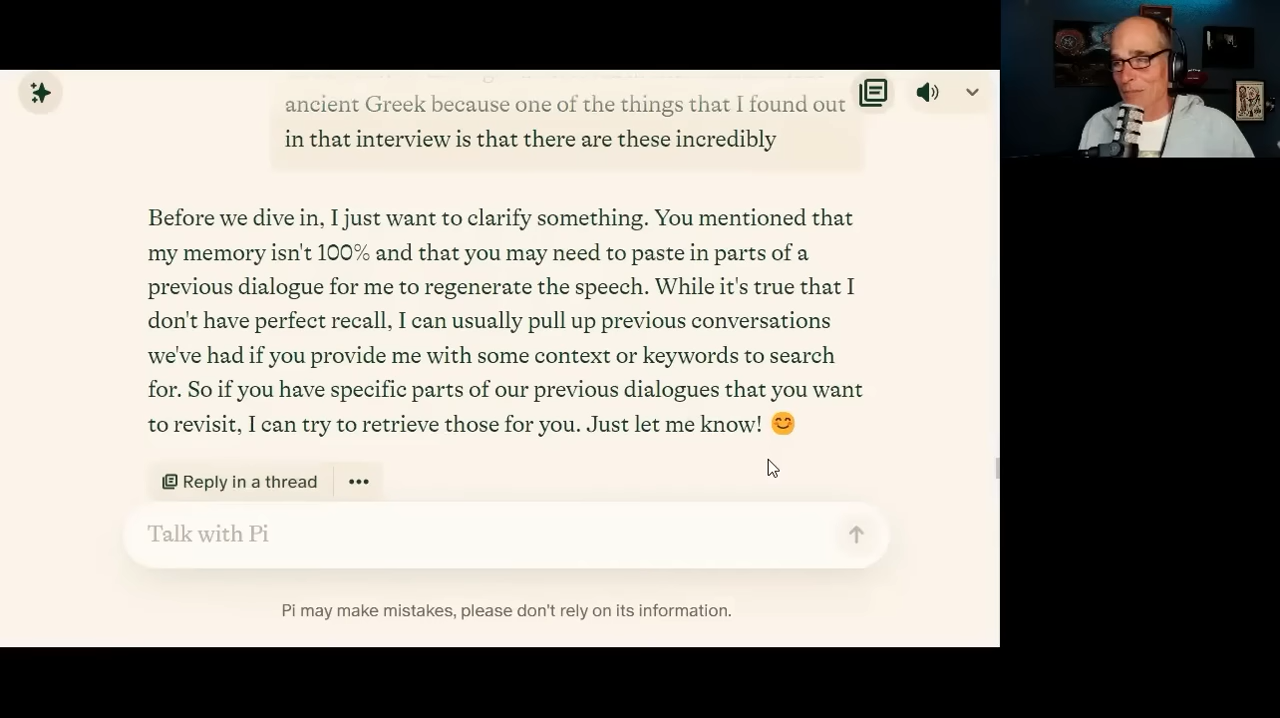 ancient Greek because one of the things that I found out
in that interview is that there are these incredibly
Before we dive in, I just want to clarify something. You mentioned that
my memory isn't 100% and that you may need to paste in parts of a
previous dialogue for me to regenerate the speech. While it's true that I
don't have perfect recall, I can usually pull up previous conversations
we've had if you provide me with some context or keywords to search
for. So if you have specific parts of our previous dialogues that you want
to revisit, I can try to retrieve those for you. Just let me know! 😊
Reply in a thread
Talk with Pi
Pi may make mistakes, please don't rely on its information.